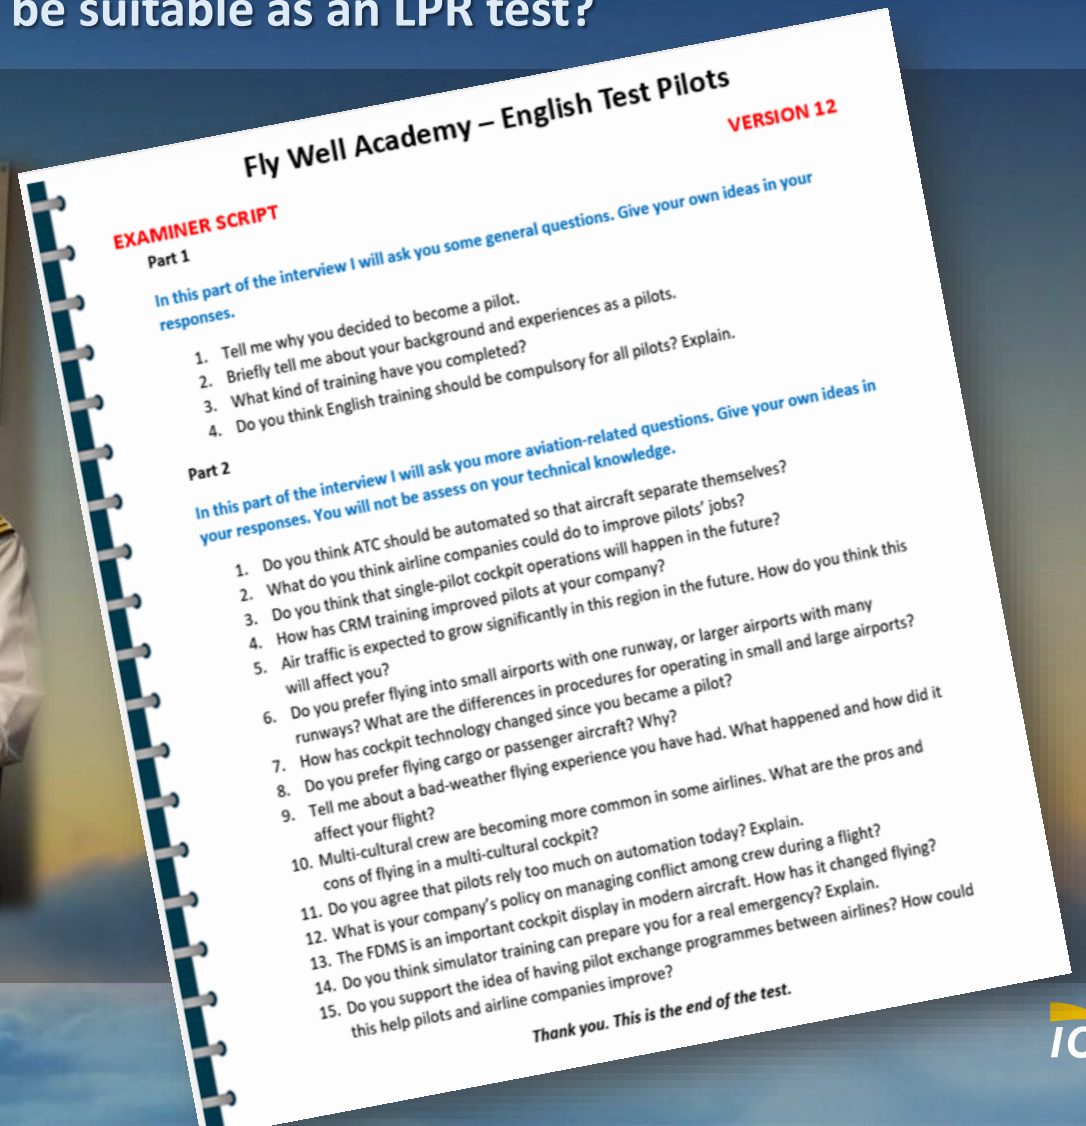 be suitable as an LPR test?
Fly Well Academy – English Test Pilots
VERSION 12
EXAMINER SCRIPT
Part 1
In this part of the interview I will ask you some general questions. Give your own ideas in your
responses.
1. Tell me why you decided to become a pilot.
2. Briefly tell me about your background and experiences as a pilots.
3. What kind of training have you completed?
4. Do you think English training should be compulsory for all pilots? Explain.
Part 2
In this part of the interview I will ask you more aviation-related questions. Give your own ideas in
your responses. You will not be assess on your technical knowledge.
1. Do you think ATC should be automated so that aircraft separate themselves?
2. What do you think airline companies could do to improve pilots' jobs?
3. Do you think that single-pilot cockpit operations will happen in the future?
4. How has CRM training improved pilots at your company?
5. Air traffic is expected to grow significantly in this region in the future. How do you think this
will affect you?
6. Do you prefer flying into small airports with one runway, or larger airports with many
runways? What are the differences in procedures for operating in small and large airports?
7. How has cockpit technology changed since you became a pilot?
8. Do you prefer flying cargo or passenger aircraft? Why?
9. Tell me about a bad-weather flying experience you have had. What happened and how did it
affect your flight?
10. Multi-cultural crew are becoming more common in some airlines. What are the pros and
cons of flying in a multi-cultural cockpit?
11. Do you agree that pilots rely too much on automation today? Explain.
12. What is your company's policy on managing conflict among crew during a flight?
13. The FDMS is an important cockpit display in modern aircraft. How has it changed flying?
14. Do you think simulator training can prepare you for a real emergency? Explain.
15. Do you support the idea of having pilot exchange programmes between airlines? How could
this help pilots and airline companies improve?
Thank you. This is the end of the test.